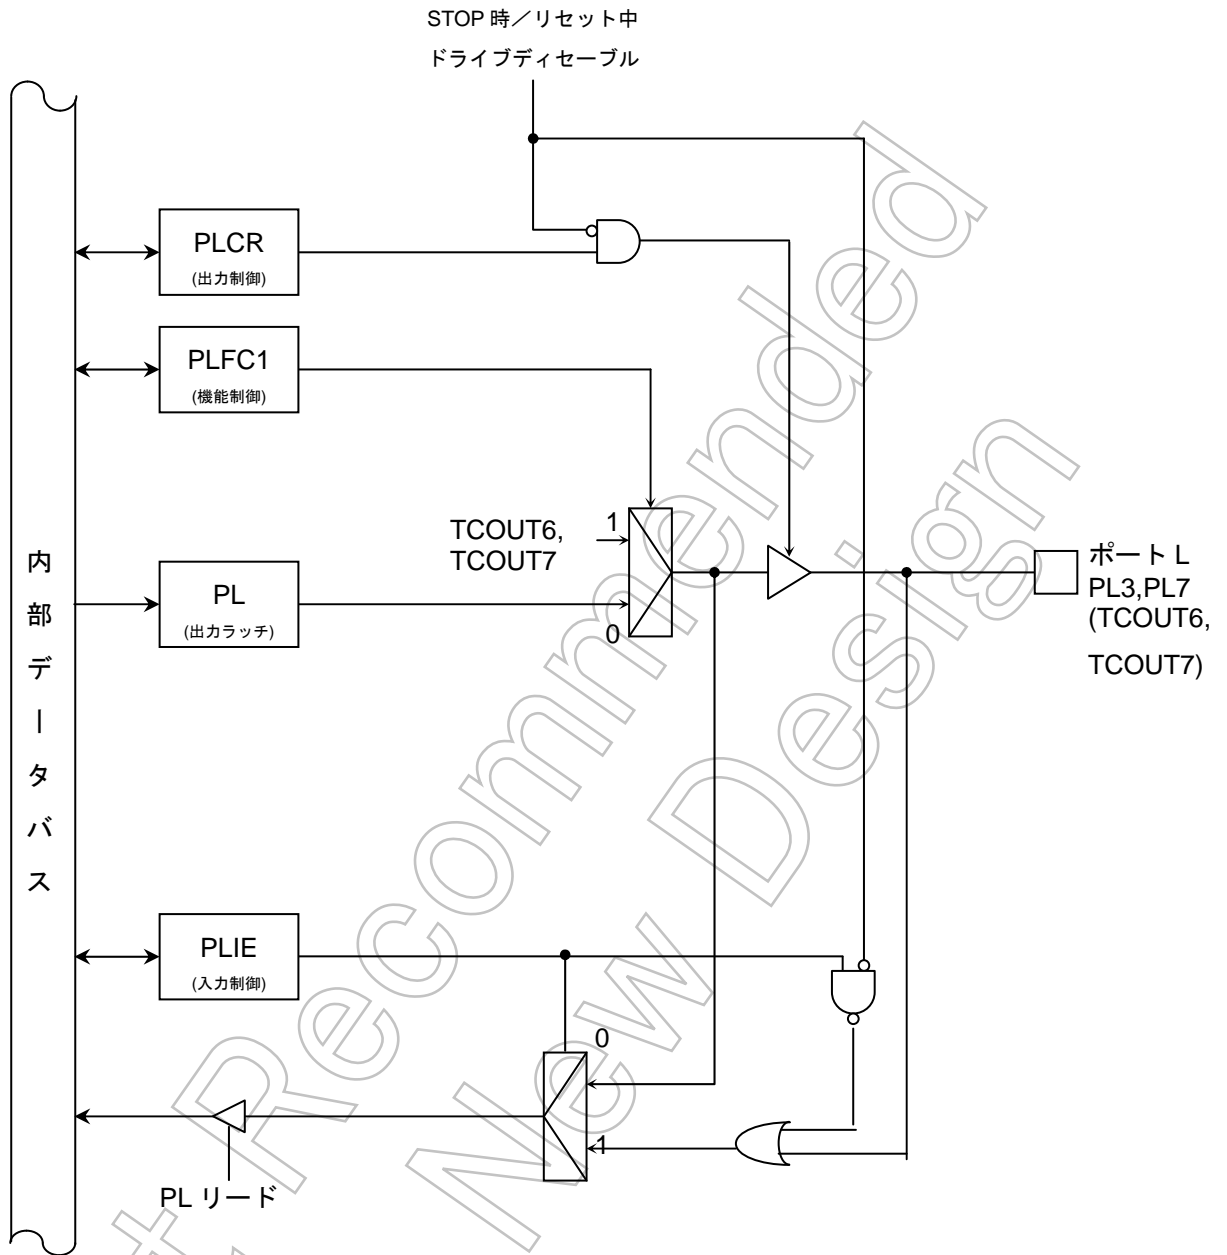 STOP 時／リセット中
ドライブディセーブル
PLCR
(出力制御)
PLFC1
(機能制御)
1
TCOUT6,
TCOUT7
内部データバス
PL
(出力ラッチ)
0
ポート L
PL3,PL7
(TCOUT6,
TCOUT7)
PLIE
(入力制御)
0
1
PL リード
Recommended
New Design